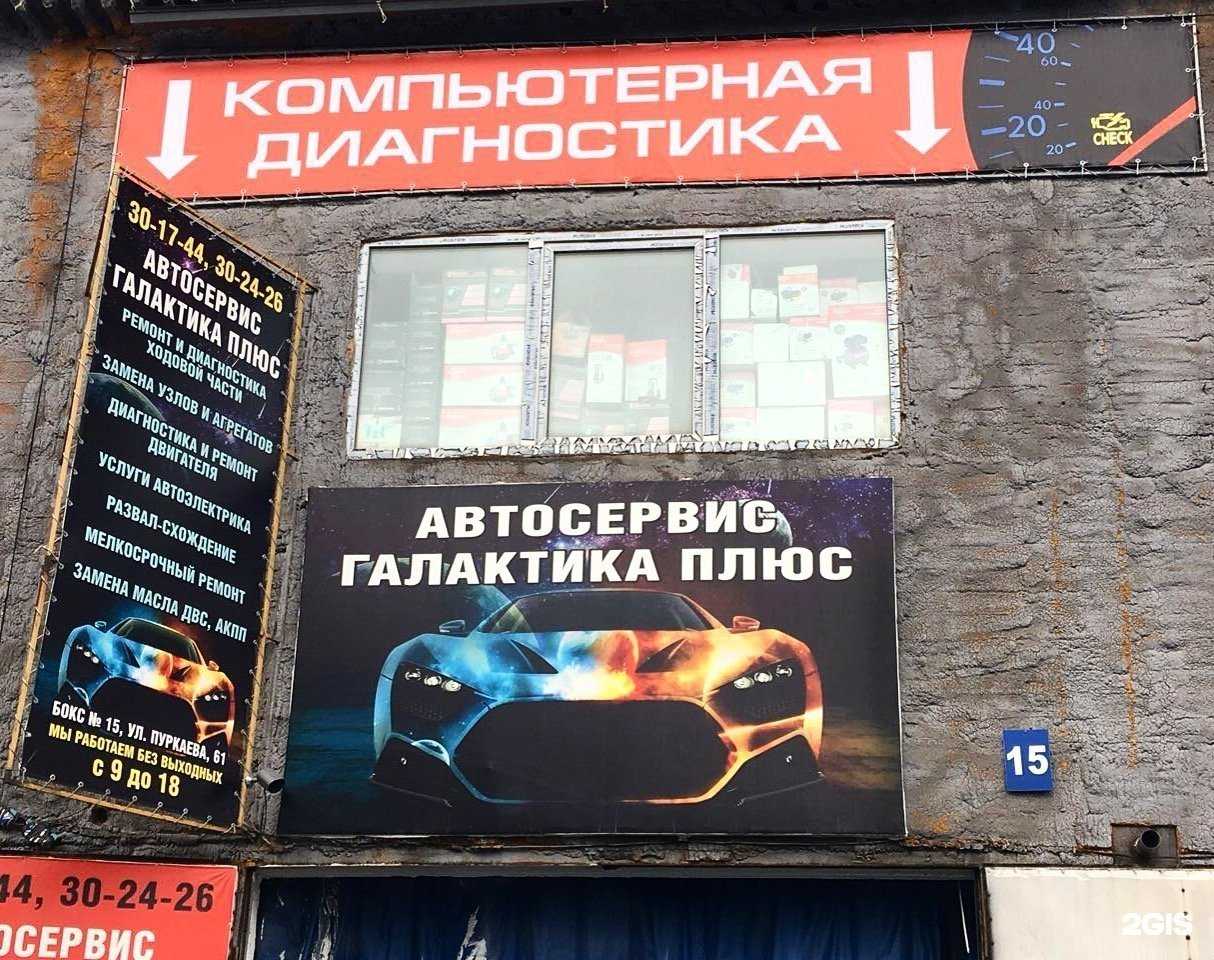 КОМПЬЮТЕРНАЯ
ДИАГНОСТИКА
40
60
40
20
20
CHECK
30-17-44, 30-24-26
АВТОСЕРВИС
ГАЛАКТИКА ПЛЮС
РЕМОНТ И ДИАГНОСТИКА
ХОДОВОЙ ЧАСТИ
ЗАМЕНА УЗЛОВ И АГРЕГАТОВ
ДИАГНОСТИКА И РЕМОНТ
ДВИГАТЕЛЯ
УСЛУГИ АВТОЭЛЕКТРИКА
РАЗВАЛ-СХОЖДЕНИЕ
МЕЛКОСРОЧНЫЙ РЕМОНТ
ЗАМЕНА МАСЛА ДВС, АКПП
БОКС № 15, УЛ. ПУРКАЕВА, 61
МЫ РАБОТАЕМ БЕЗ ВЫХОДНЫХ
С 9 ДО 18
АВТОСЕРВИС
ГАЛАКТИКА ПЛЮС
15
44, 30-24-26
ОСЕРВИС
2GIS